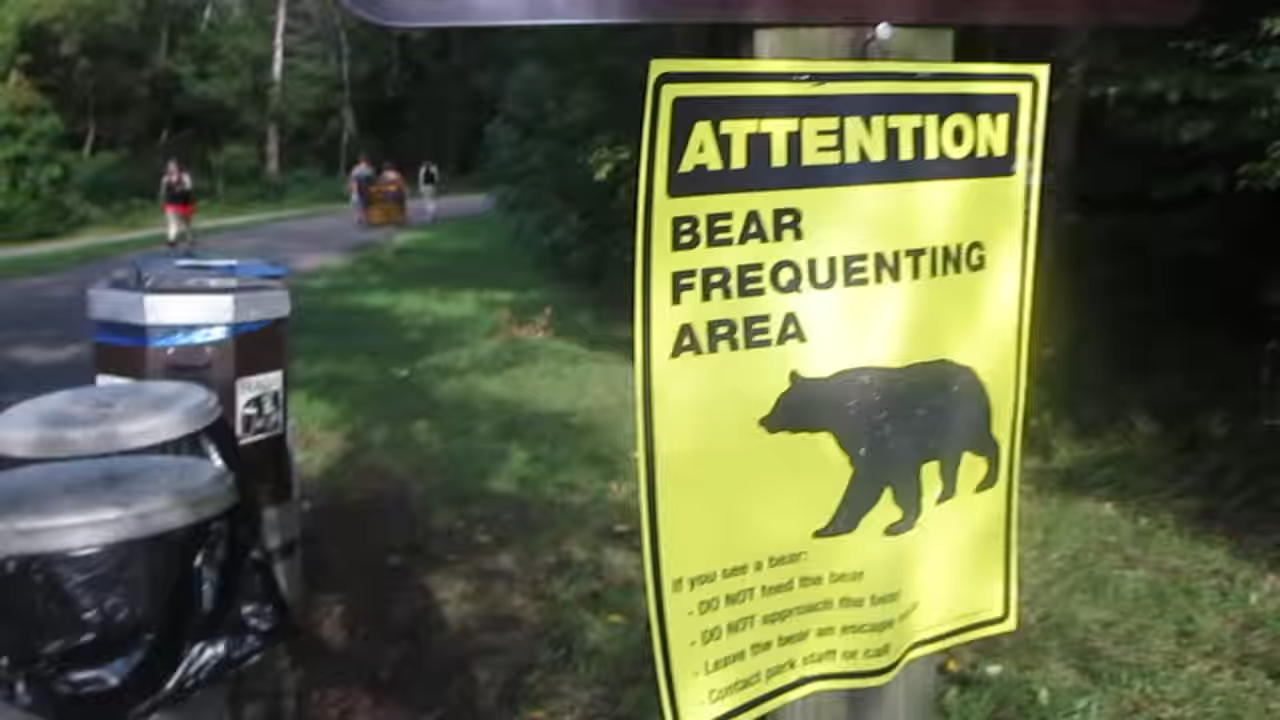 ATTENTION
BEAR
FREQUENTING
AREA
If you see a bear:
- DO NOT feed the bear
- DO NOT approach the bear
- Leave the bear an escape
- Contact park staff or call